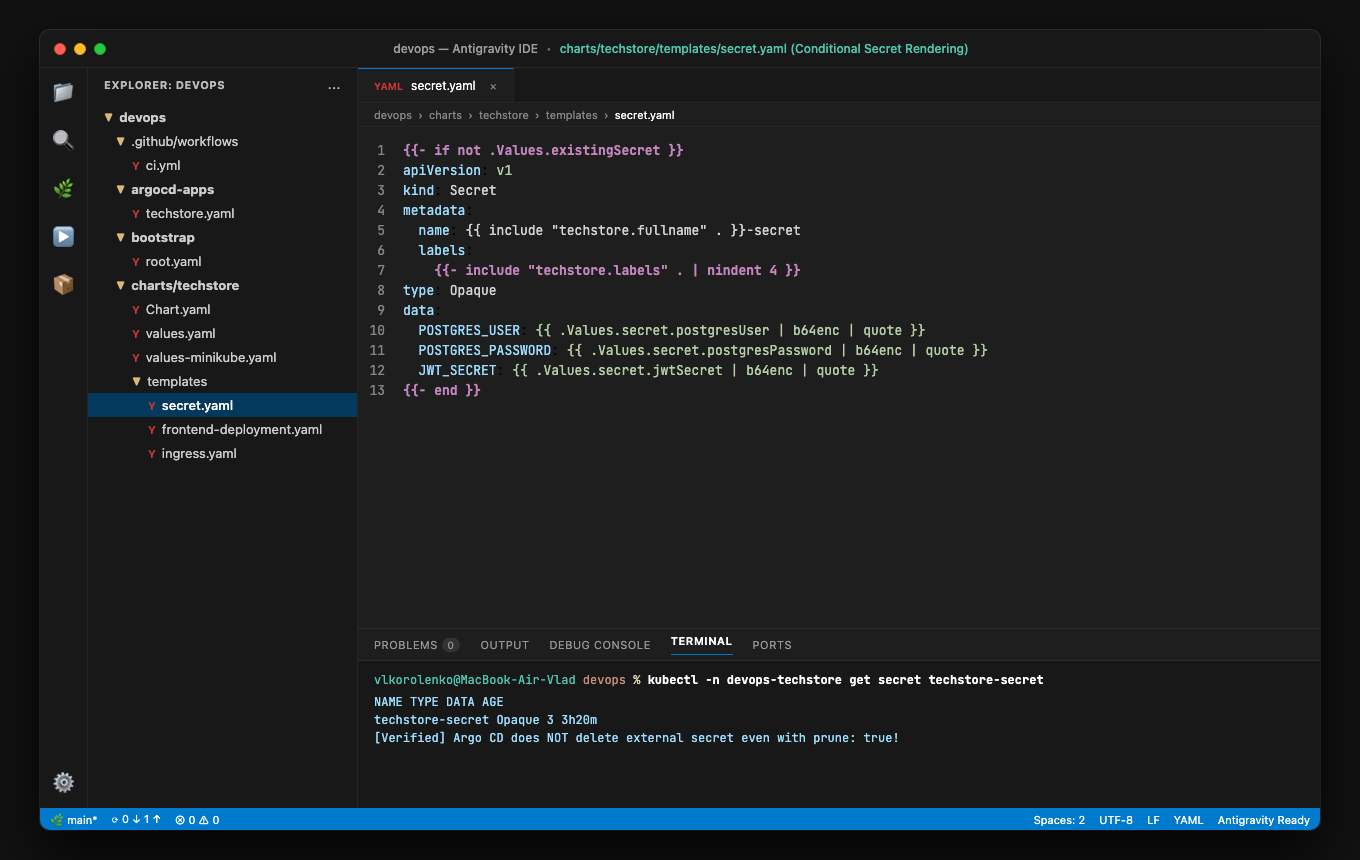 devops — Antigravity IDE • charts/techstore/templates/secret.yaml (Conditional Secret Rendering)
EXPLORER: DEVOPS ...
▼ devops
▼ .github/workflows
Y ci.yml
▼ argocd-apps
Y techstore.yaml
▼ bootstrap
Y root.yaml
▼ charts/techstore
Y Chart.yaml
Y values.yaml
Y values-minikube.yaml
▼ templates
Y secret.yaml
Y frontend-deployment.yaml
Y ingress.yaml
YAML secret.yaml ×
devops › charts › techstore › templates › secret.yaml
1 {{- if not .Values.existingSecret }}
2 apiVersion: v1
3 kind: Secret
4 metadata:
5 name: {{ include "techstore.fullname" . }}-secret
6 labels:
7 {{- include "techstore.labels" . | nindent 4 }}
8 type: Opaque
9 data:
10 POSTGRES_USER: {{ .Values.secret.postgresUser | b64enc | quote }}
11 POSTGRES_PASSWORD: {{ .Values.secret.postgresPassword | b64enc | quote }}
12 JWT_SECRET: {{ .Values.secret.jwtSecret | b64enc | quote }}
13 {{- end }}
PROBLEMS 0 OUTPUT DEBUG CONSOLE TERMINAL PORTS
vlkorolenko@MacBook-Air-Vlad devops % kubectl -n devops-techstore get secret techstore-secret
NAME TYPE DATA AGE
techstore-secret Opaque 3 3h20m
[Verified] Argo CD does NOT delete external secret even with prune: true!
main* ⟳ 0 ↓ 1 ↑ ⊗ 0 ⚠ 0 Spaces: 2 UTF-8 LF YAML Antigravity Ready